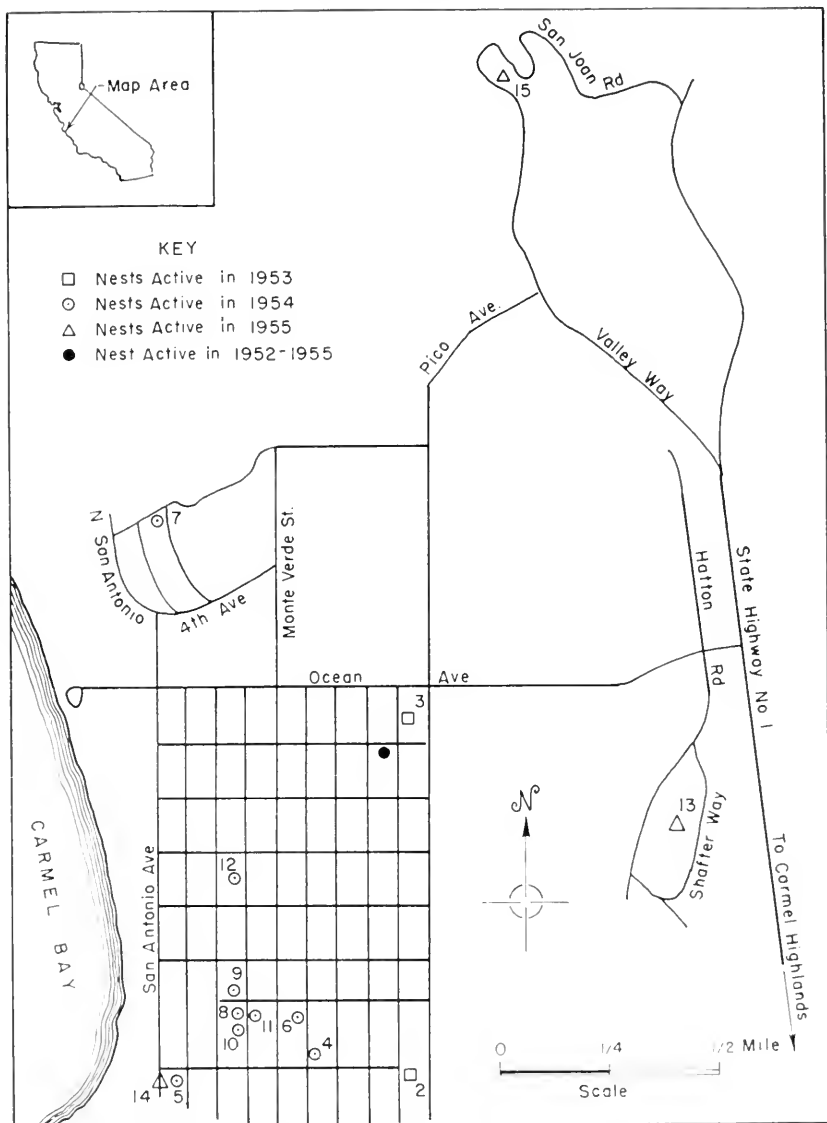 Map Area
KEY
Nests Active in 1953
Nests Active in 1954
Nests Active in 1955
Nest Active in 1952-1955
San Joan Rd
15
Pico Ave.
Valley Way
7
N San Antonio
4th Ave
Monte Verde St.
Hatton Rd
State Highway No 1
Ocean Ave
3
CARMEL BAY
San Antonio Ave
12
N
13
Shafter Way
To Carmel Highlands
9
8
11
6
10
4
14
5
2
0 1/4 1/2 Mile
Scale